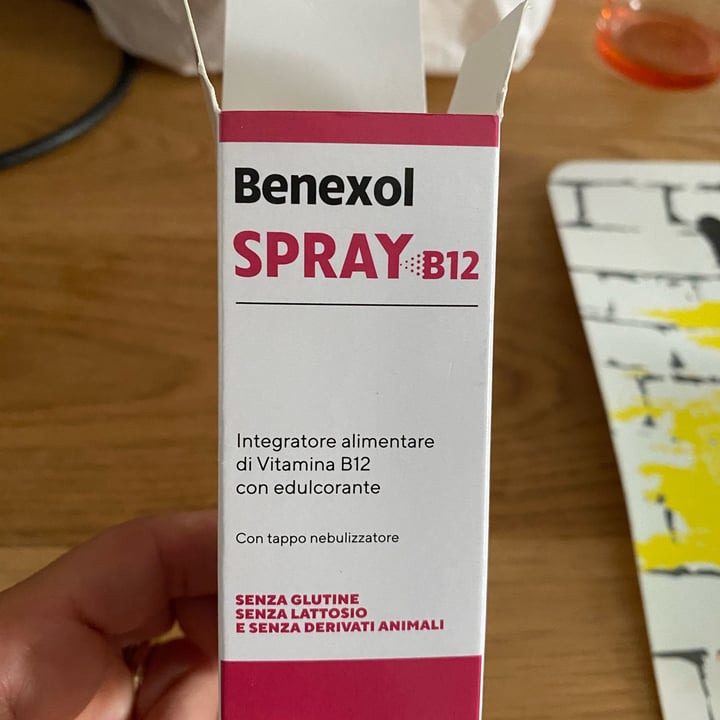 Benexol
SPRAY B12
Integratore alimentare
di Vitamina B12
con edulcorante
Con tappo nebulizzatore
SENZA GLUTINE
SENZA LATTOSIO
E SENZA DERIVATI ANIMALI